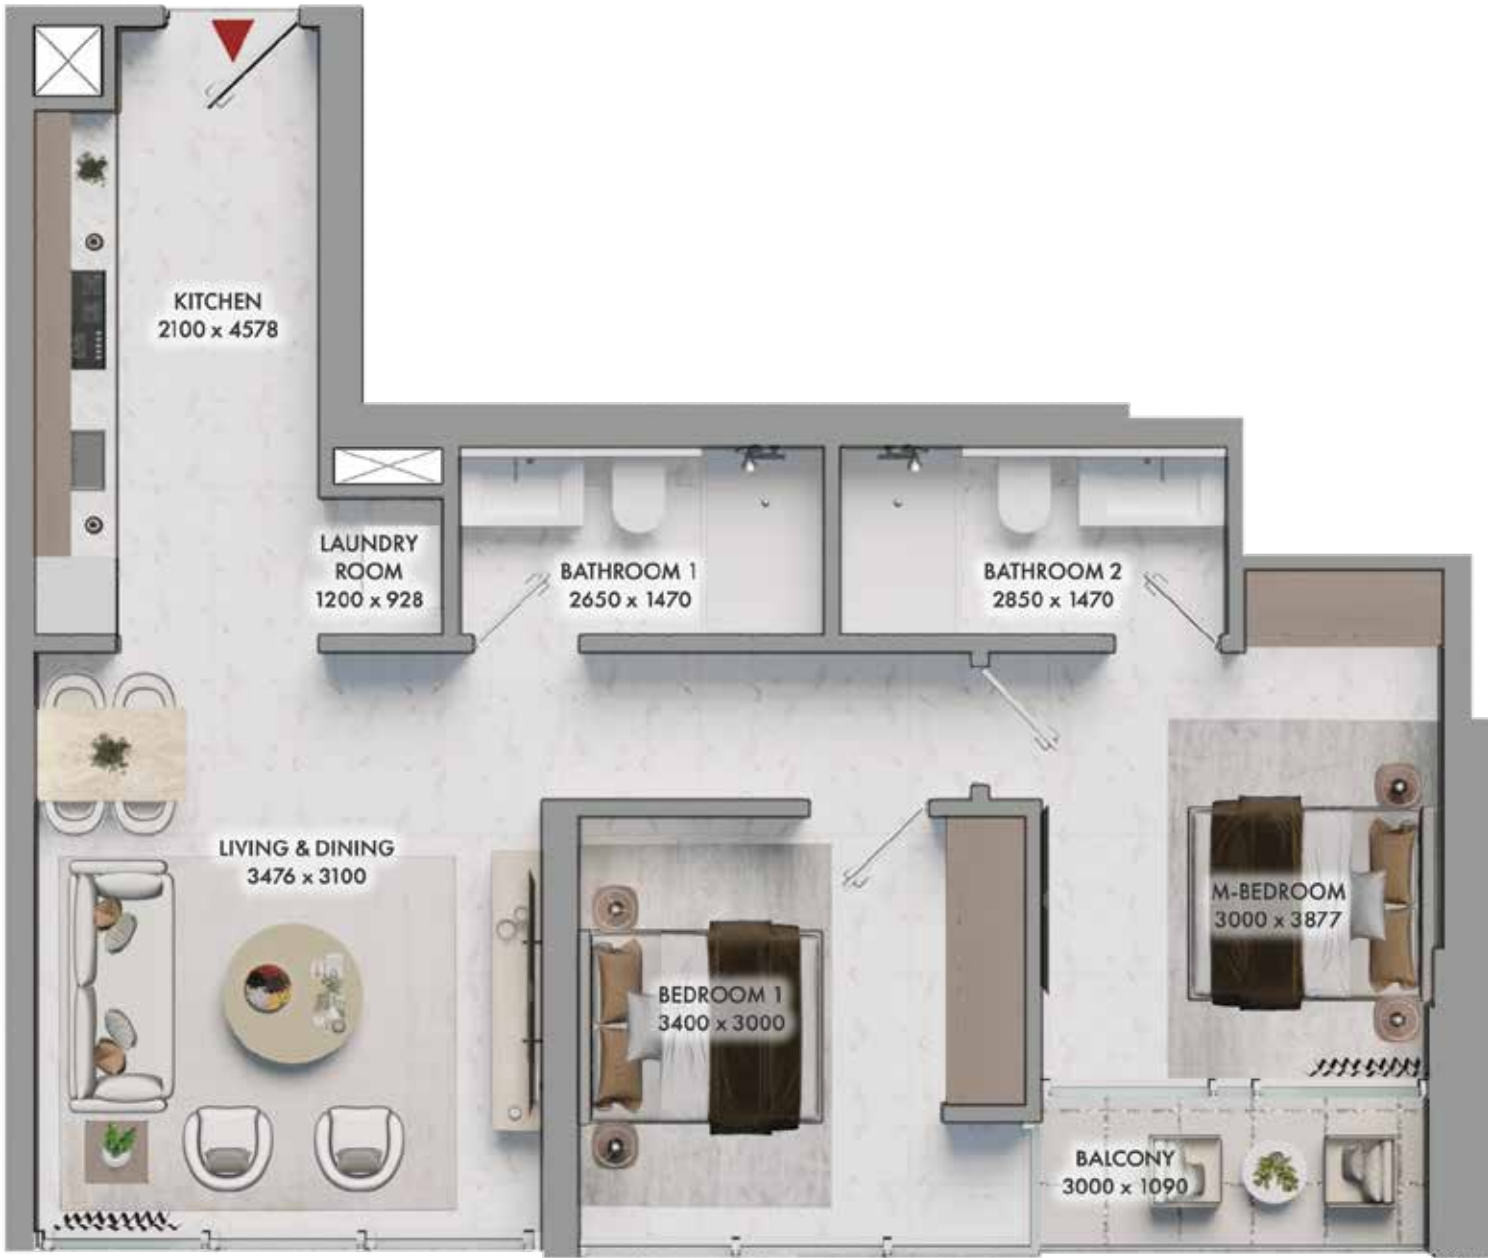 KITCHEN
2100 x 4578
LAUNDRY
ROOM
1200 x 928
BATHROOM 1
2650 x 1470
BATHROOM 2
2850 x 1470
LIVING & DINING
3476 x 3100
M-BEDROOM
3000 x 3877
BEDROOM 1
3400 x 3000
BALCONY
3000 x 1090